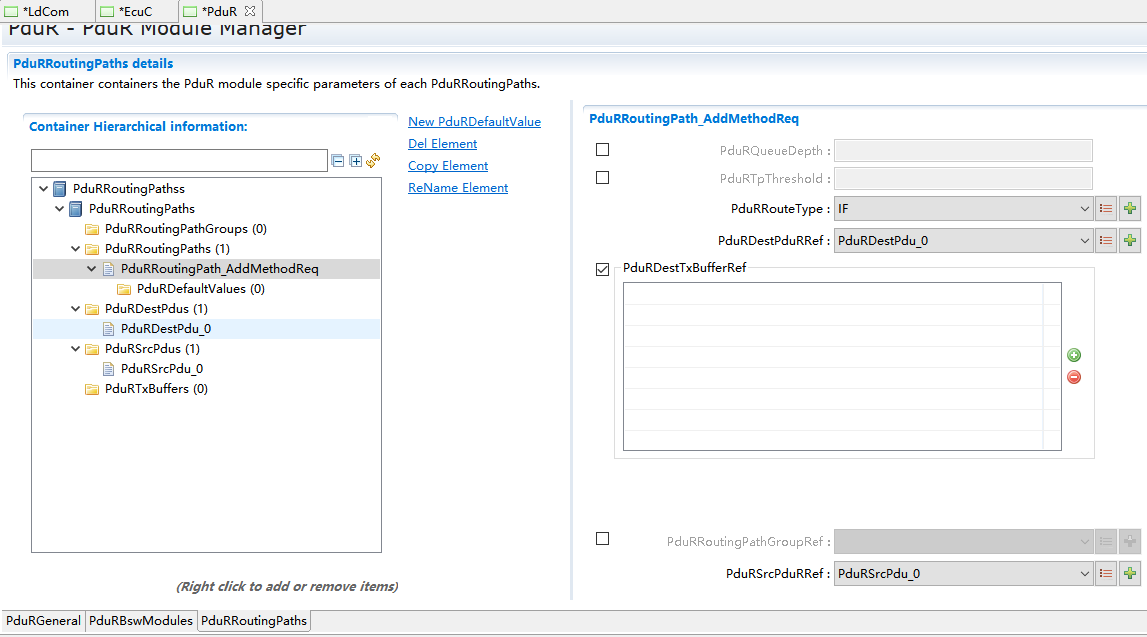 *LdCom
*EcuC
*PduR
PduR - PduR Module Manager
PduRRoutingPaths details
This container containers the PduR module specific parameters of each PduRRoutingPaths.
Container Hierarchical information:
New PduRDefaultValue
Del Element
Copy Element
ReName Element
PduRRoutingPathss
PduRRoutingPaths
PduRRoutingPathGroups (0)
PduRRoutingPaths (1)
PduRRoutingPath_AddMethodReq
PduRDefaultValues (0)
PduRDestPdus (1)
PduRDestPdu_0
PduRSrcPdus (1)
PduRSrcPdu_0
PduRTxBuffers (0)
(Right click to add or remove items)
PduRRoutingPath_AddMethodReq
PduRQueueDepth :
PduRTpThreshold :
PduRRouteType : IF
PduRDestPduRRef : PduRDestPdu_0
PduRDestTxBufferRef
PduRRoutingPathGroupRef :
PduRSrcPduRRef : PduRSrcPdu_0
PduRGeneral
PduRBswModules
PduRRoutingPaths